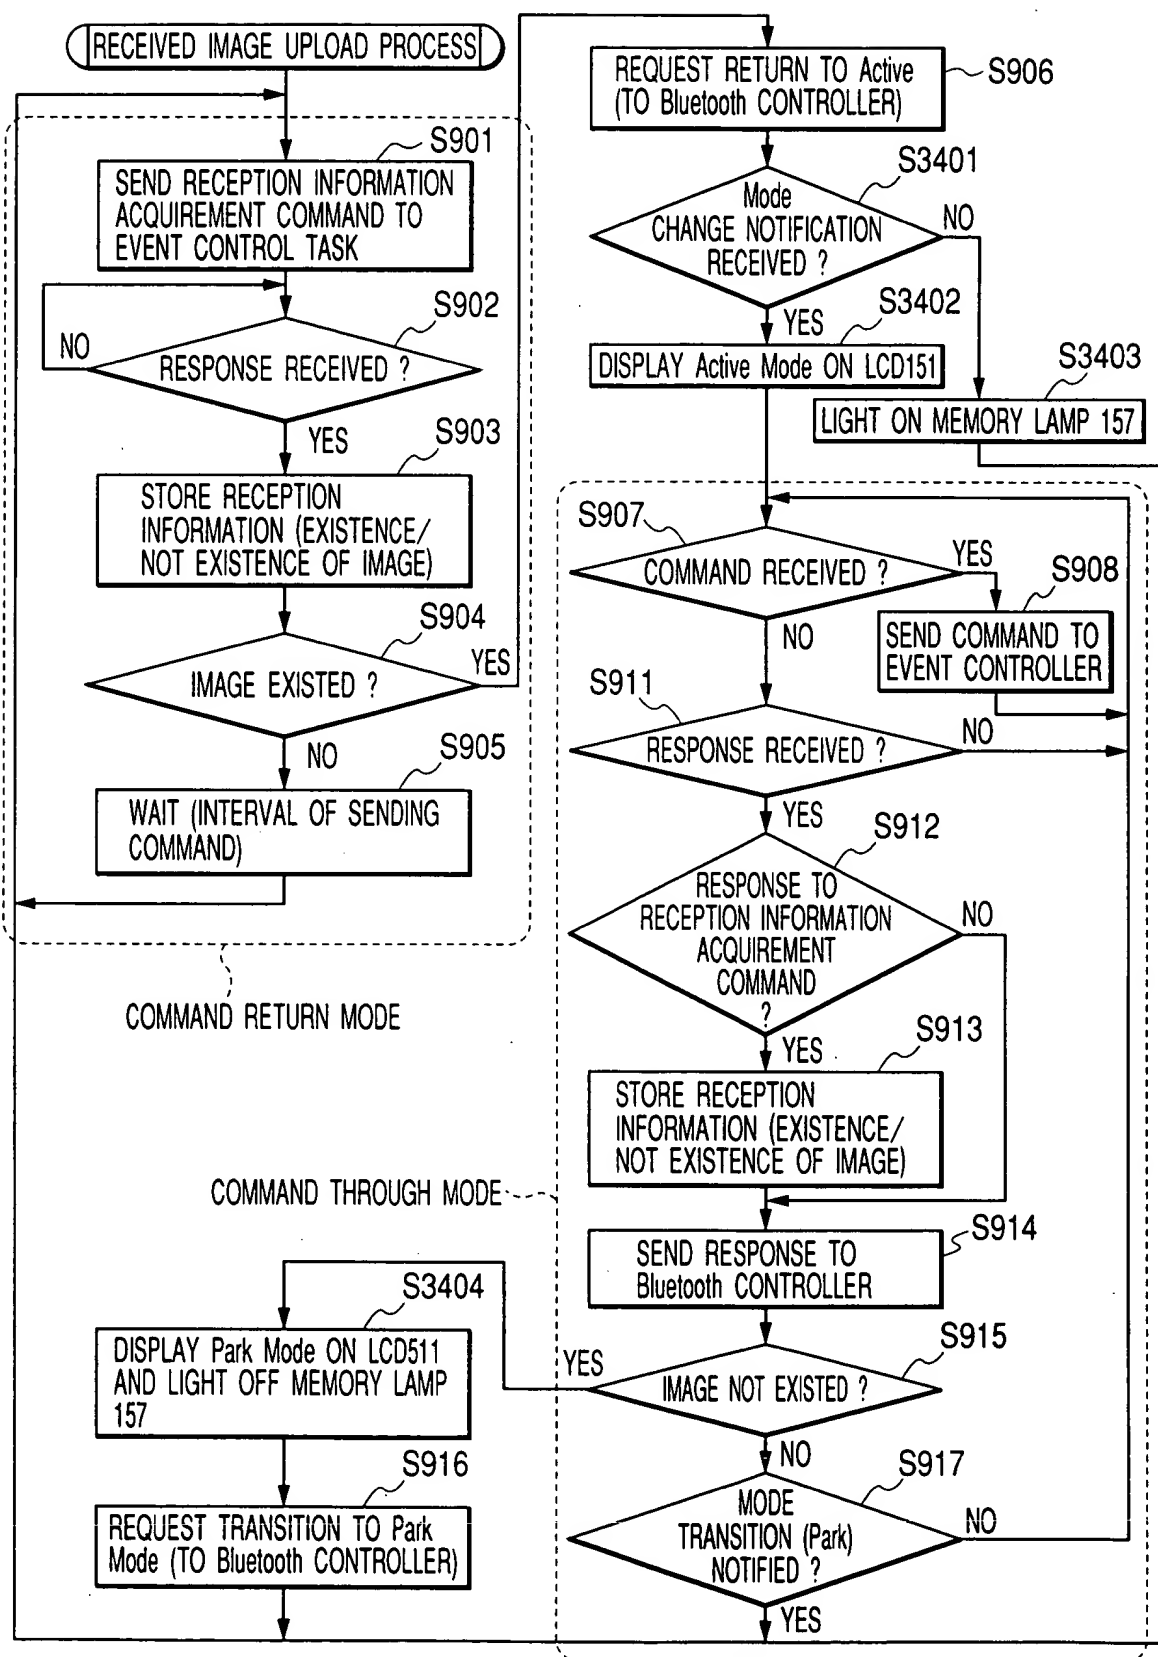 RECEIVED IMAGE UPLOAD PROCESS
S901
SEND RECEPTION INFORMATION
ACQUIREMENT COMMAND TO
EVENT CONTROL TASK
S902
NO
RESPONSE RECEIVED ?
YES
S903
STORE RECEPTION
INFORMATION (EXISTENCE/
NOT EXISTENCE OF IMAGE)
S904
IMAGE EXISTED ?
YES
NO
S905
WAIT (INTERVAL OF SENDING
COMMAND)
COMMAND RETURN MODE
REQUEST RETURN TO Active
(TO Bluetooth CONTROLLER)
S906
S3401
Mode
CHANGE NOTIFICATION
RECEIVED ?
NO
YES
S3402
DISPLAY Active Mode ON LCD151
S3403
LIGHT ON MEMORY LAMP 157
S907
COMMAND RECEIVED ?
YES
S908
SEND COMMAND TO
EVENT CONTROLLER
NO
S911
RESPONSE RECEIVED ?
NO
YES
S912
RESPONSE TO
RECEPTION INFORMATION
ACQUIREMENT
COMMAND
?
NO
YES
S913
STORE RECEPTION
INFORMATION (EXISTENCE/
NOT EXISTENCE OF IMAGE)
COMMAND THROUGH MODE
S914
SEND RESPONSE TO
Bluetooth CONTROLLER
S915
IMAGE NOT EXISTED ?
YES
NO
S3404
DISPLAY Park Mode ON LCD511
AND LIGHT OFF MEMORY LAMP
157
S916
REQUEST TRANSITION TO Park
Mode (TO Bluetooth CONTROLLER)
S917
MODE
TRANSITION (Park)
NOTIFIED ?
NO
YES